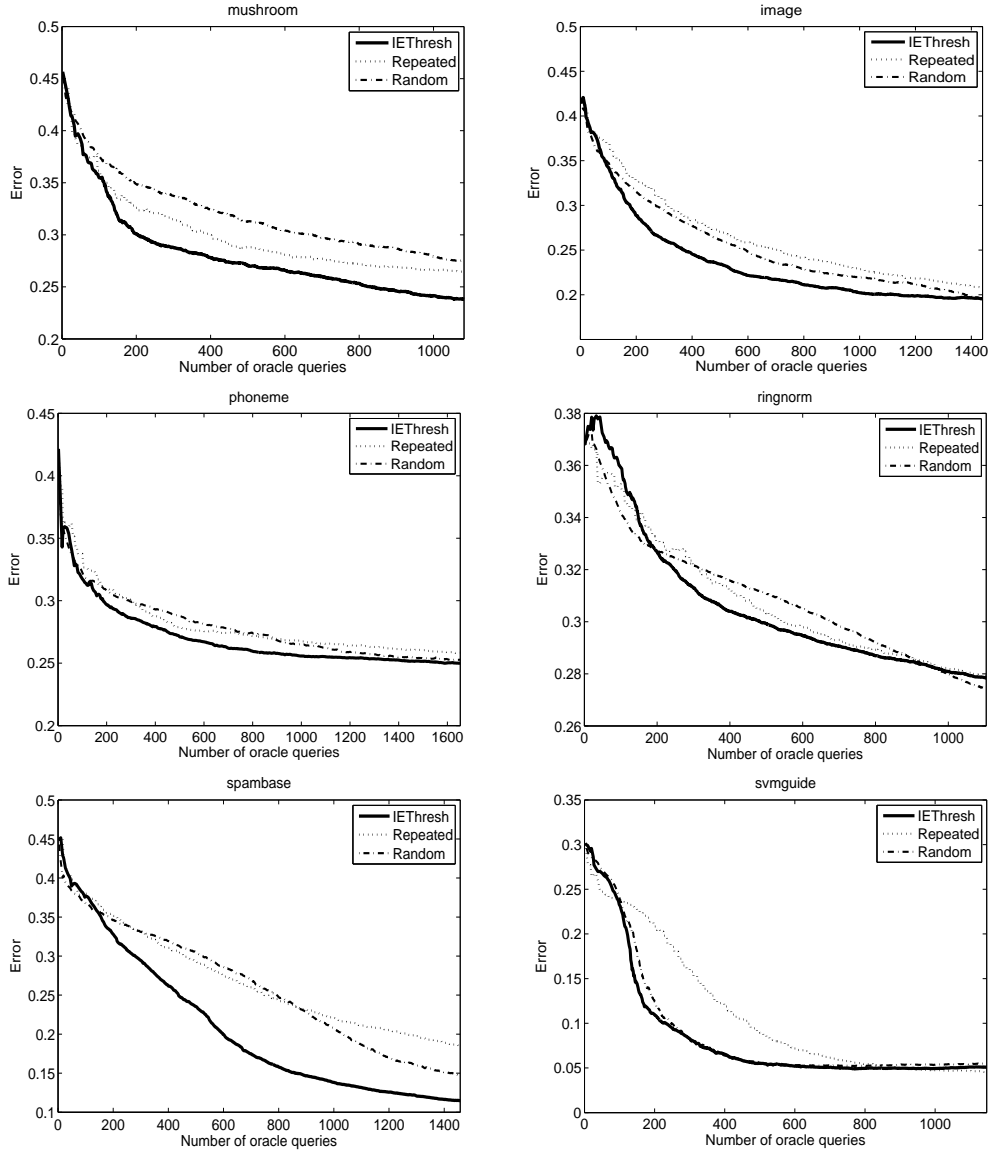 mushroom
0.5
0.45
0.4
0.35
0.3
0.25
0.2
Error
0 200 400 600 800 1000
Number of oracle queries
IEThresh
Repeated
Random
image
0.5
0.45
0.4
0.35
0.3
0.25
0.2
Error
0 200 400 600 800 1000 1200 1400
Number of oracle queries
IEThresh
Repeated
Random
phoneme
0.45
0.4
0.35
0.3
0.25
0.2
Error
0 200 400 600 800 1000 1200 1400 1600
Number of oracle queries
IEThresh
Repeated
Random
ringnorm
0.38
0.36
0.34
0.32
0.3
0.28
0.26
Error
0 200 400 600 800 1000
Number of oracle queries
IEThresh
Repeated
Random
spambase
0.5
0.45
0.4
0.35
0.3
0.25
0.2
0.15
0.1
Error
0 200 400 600 800 1000 1200 1400
Number of oracle queries
IEThresh
Repeated
Random
svmguide
0.35
0.3
0.25
0.2
0.15
0.1
0.05
0
Error
0 200 400 600 800 1000
Number of oracle queries
IEThresh
Repeated
Random